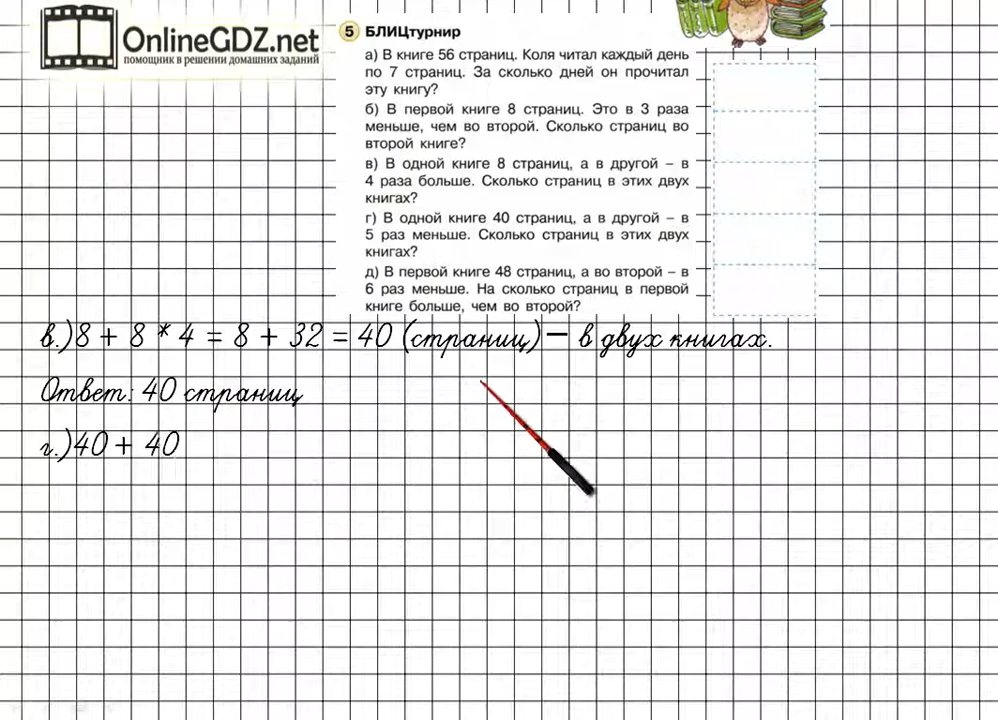 OnlineGDZ.net
помощник в решении домашних заданий
5 БЛИЦтурнир
а) В книге 56 страниц. Коля читал каждый день
по 7 страниц. За сколько дней он прочитал
эту книгу?
б) В первой книге 8 страниц. Это в 3 раза
меньше, чем во второй. Сколько страниц во
второй книге?
в) В одной книге 8 страниц, а в другой – в
4 раза больше. Сколько страниц в этих двух
книгах?
г) В одной книге 40 страниц, а в другой – в
5 раз меньше. Сколько страниц в этих двух
книгах?
д) В первой книге 48 страниц, а во второй – в
6 раз меньше. На сколько страниц в первой
книге больше, чем во второй?
в.)8 + 8 * 4 = 8 + 32 = 40 (страниц) – в двух книгах.
Ответ: 40 страниц
г.)40 + 40